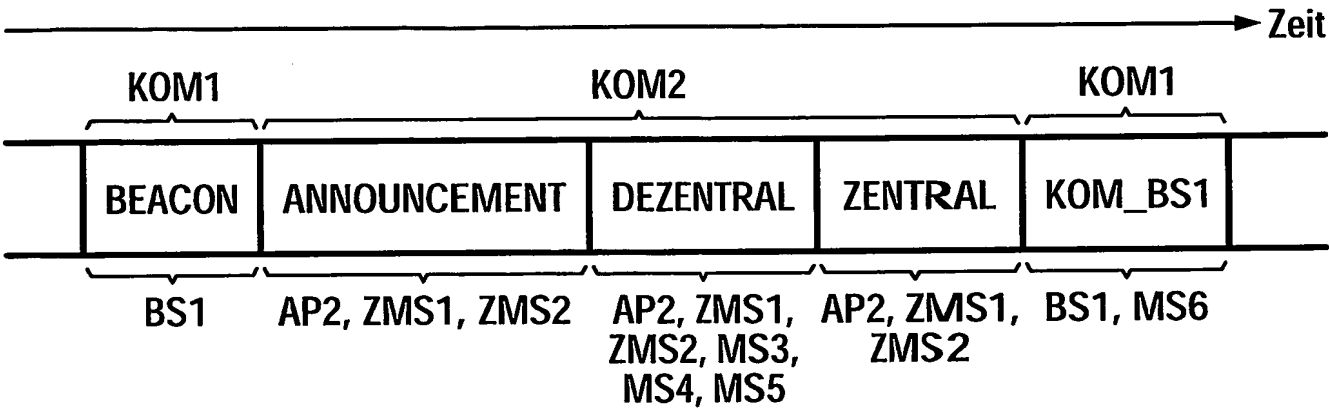 Zeit
KOM1 KOM2 KOM1
BEACON ANNOUNCEMENT DEZENTRAL ZENTRAL KOM_BS1
BS1 AP2, ZMS1, ZMS2 AP2, ZMS1, AP2, ZMS1, BS1, MS6
ZMS2, MS3, ZMS2
MS4, MS5